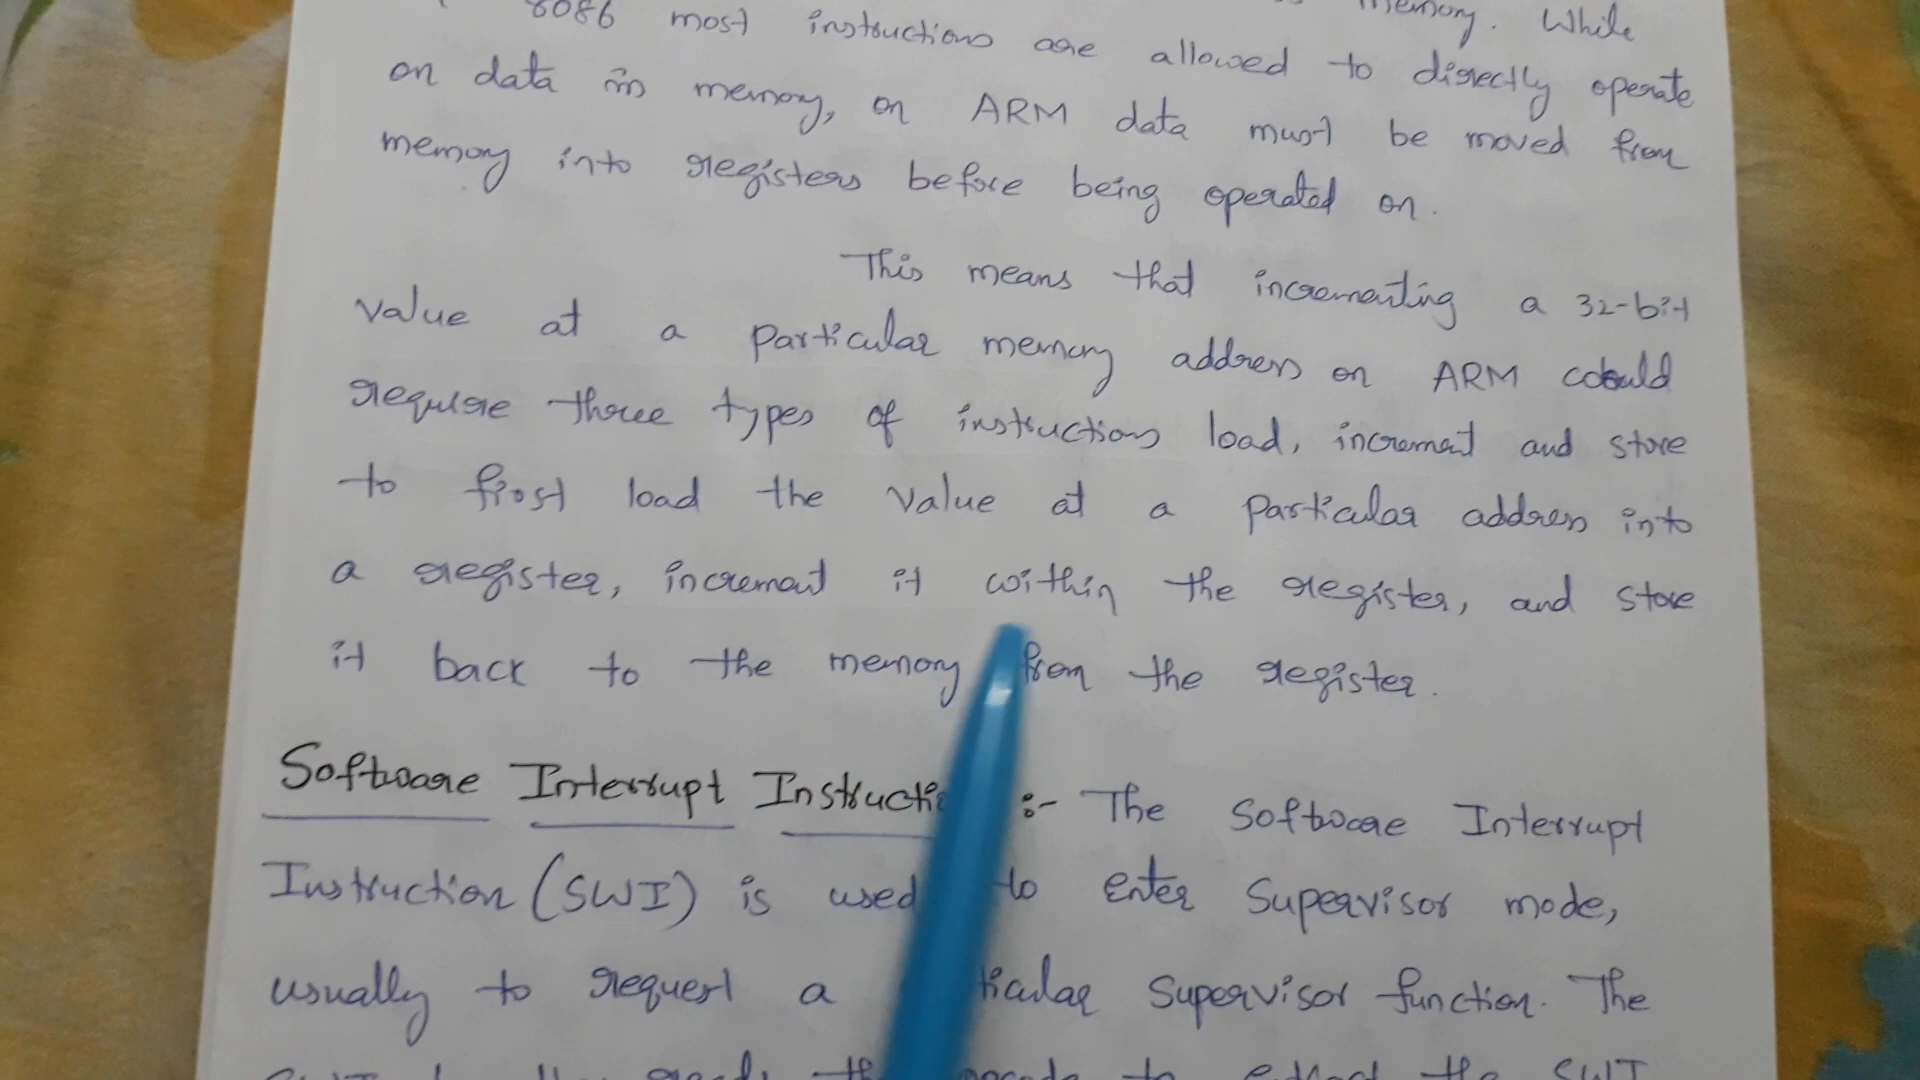 8086 most instructions are allowed to directly operate memory. While
on data in memory, on ARM data must be moved from
memory into registers before being operated on.
This means that incrementing a 32-bit
value at a particular memory address on ARM could
require three types of instructions load, increment and store
to first load the value at a particular address into
a register, increment it within the register, and store
it back to the memory from the register.
Software Interrupt Instructi :- The Software Interrupt
Instruction (SWI) is used to enter Supervisor mode,
usually to request a ticular Supervisor function. The
SWI